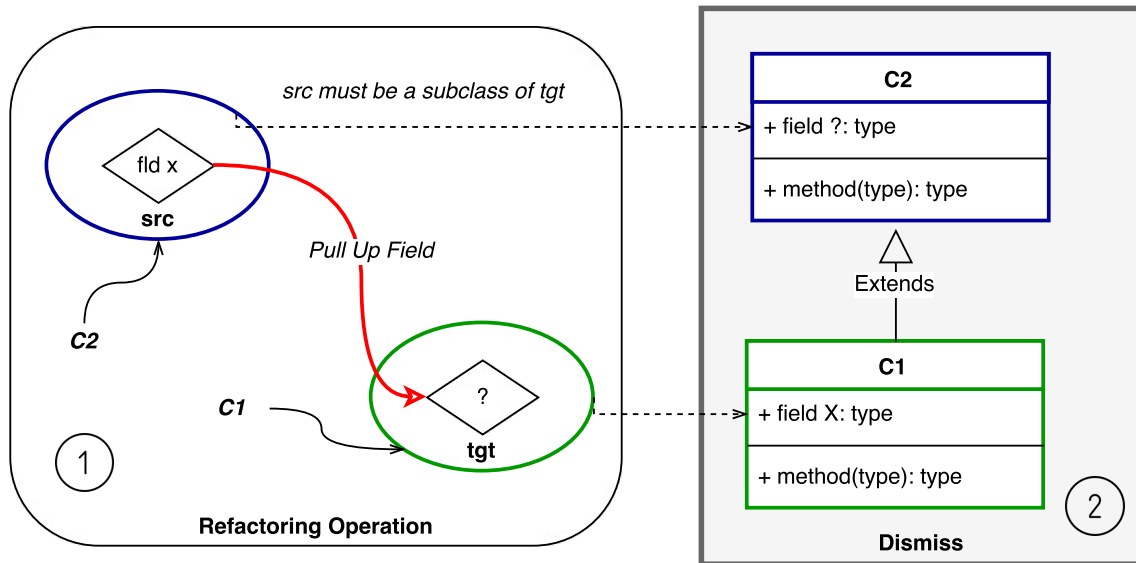 src must be a subclass of tgt
fld x
src
Pull Up Field
C2
C1
?
tgt
1
Refactoring Operation
C2
+ field ?: type
+ method(type): type
Extends
C1
+ field X: type
+ method(type): type
2
Dismiss